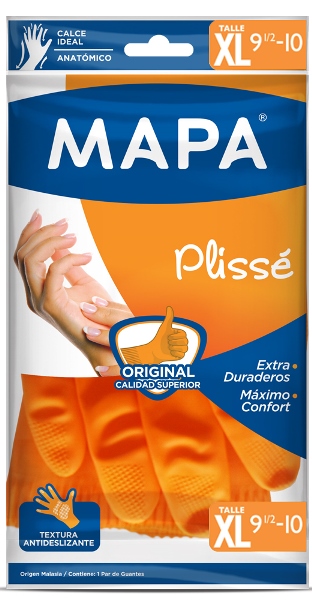 CALCE
IDEAL
ANATÓMICO
TALLE
XL 9 1/2-10
MAPA®
Plissé
ORIGINAL
CALIDAD SUPERIOR
Extra
Duraderos
Máximo
Confort
TEXTURA
ANTIDESLIZANTE
TALLE
XL 9 1/2-10
Origen Malasia / Contiene: 1 Par de Guantes